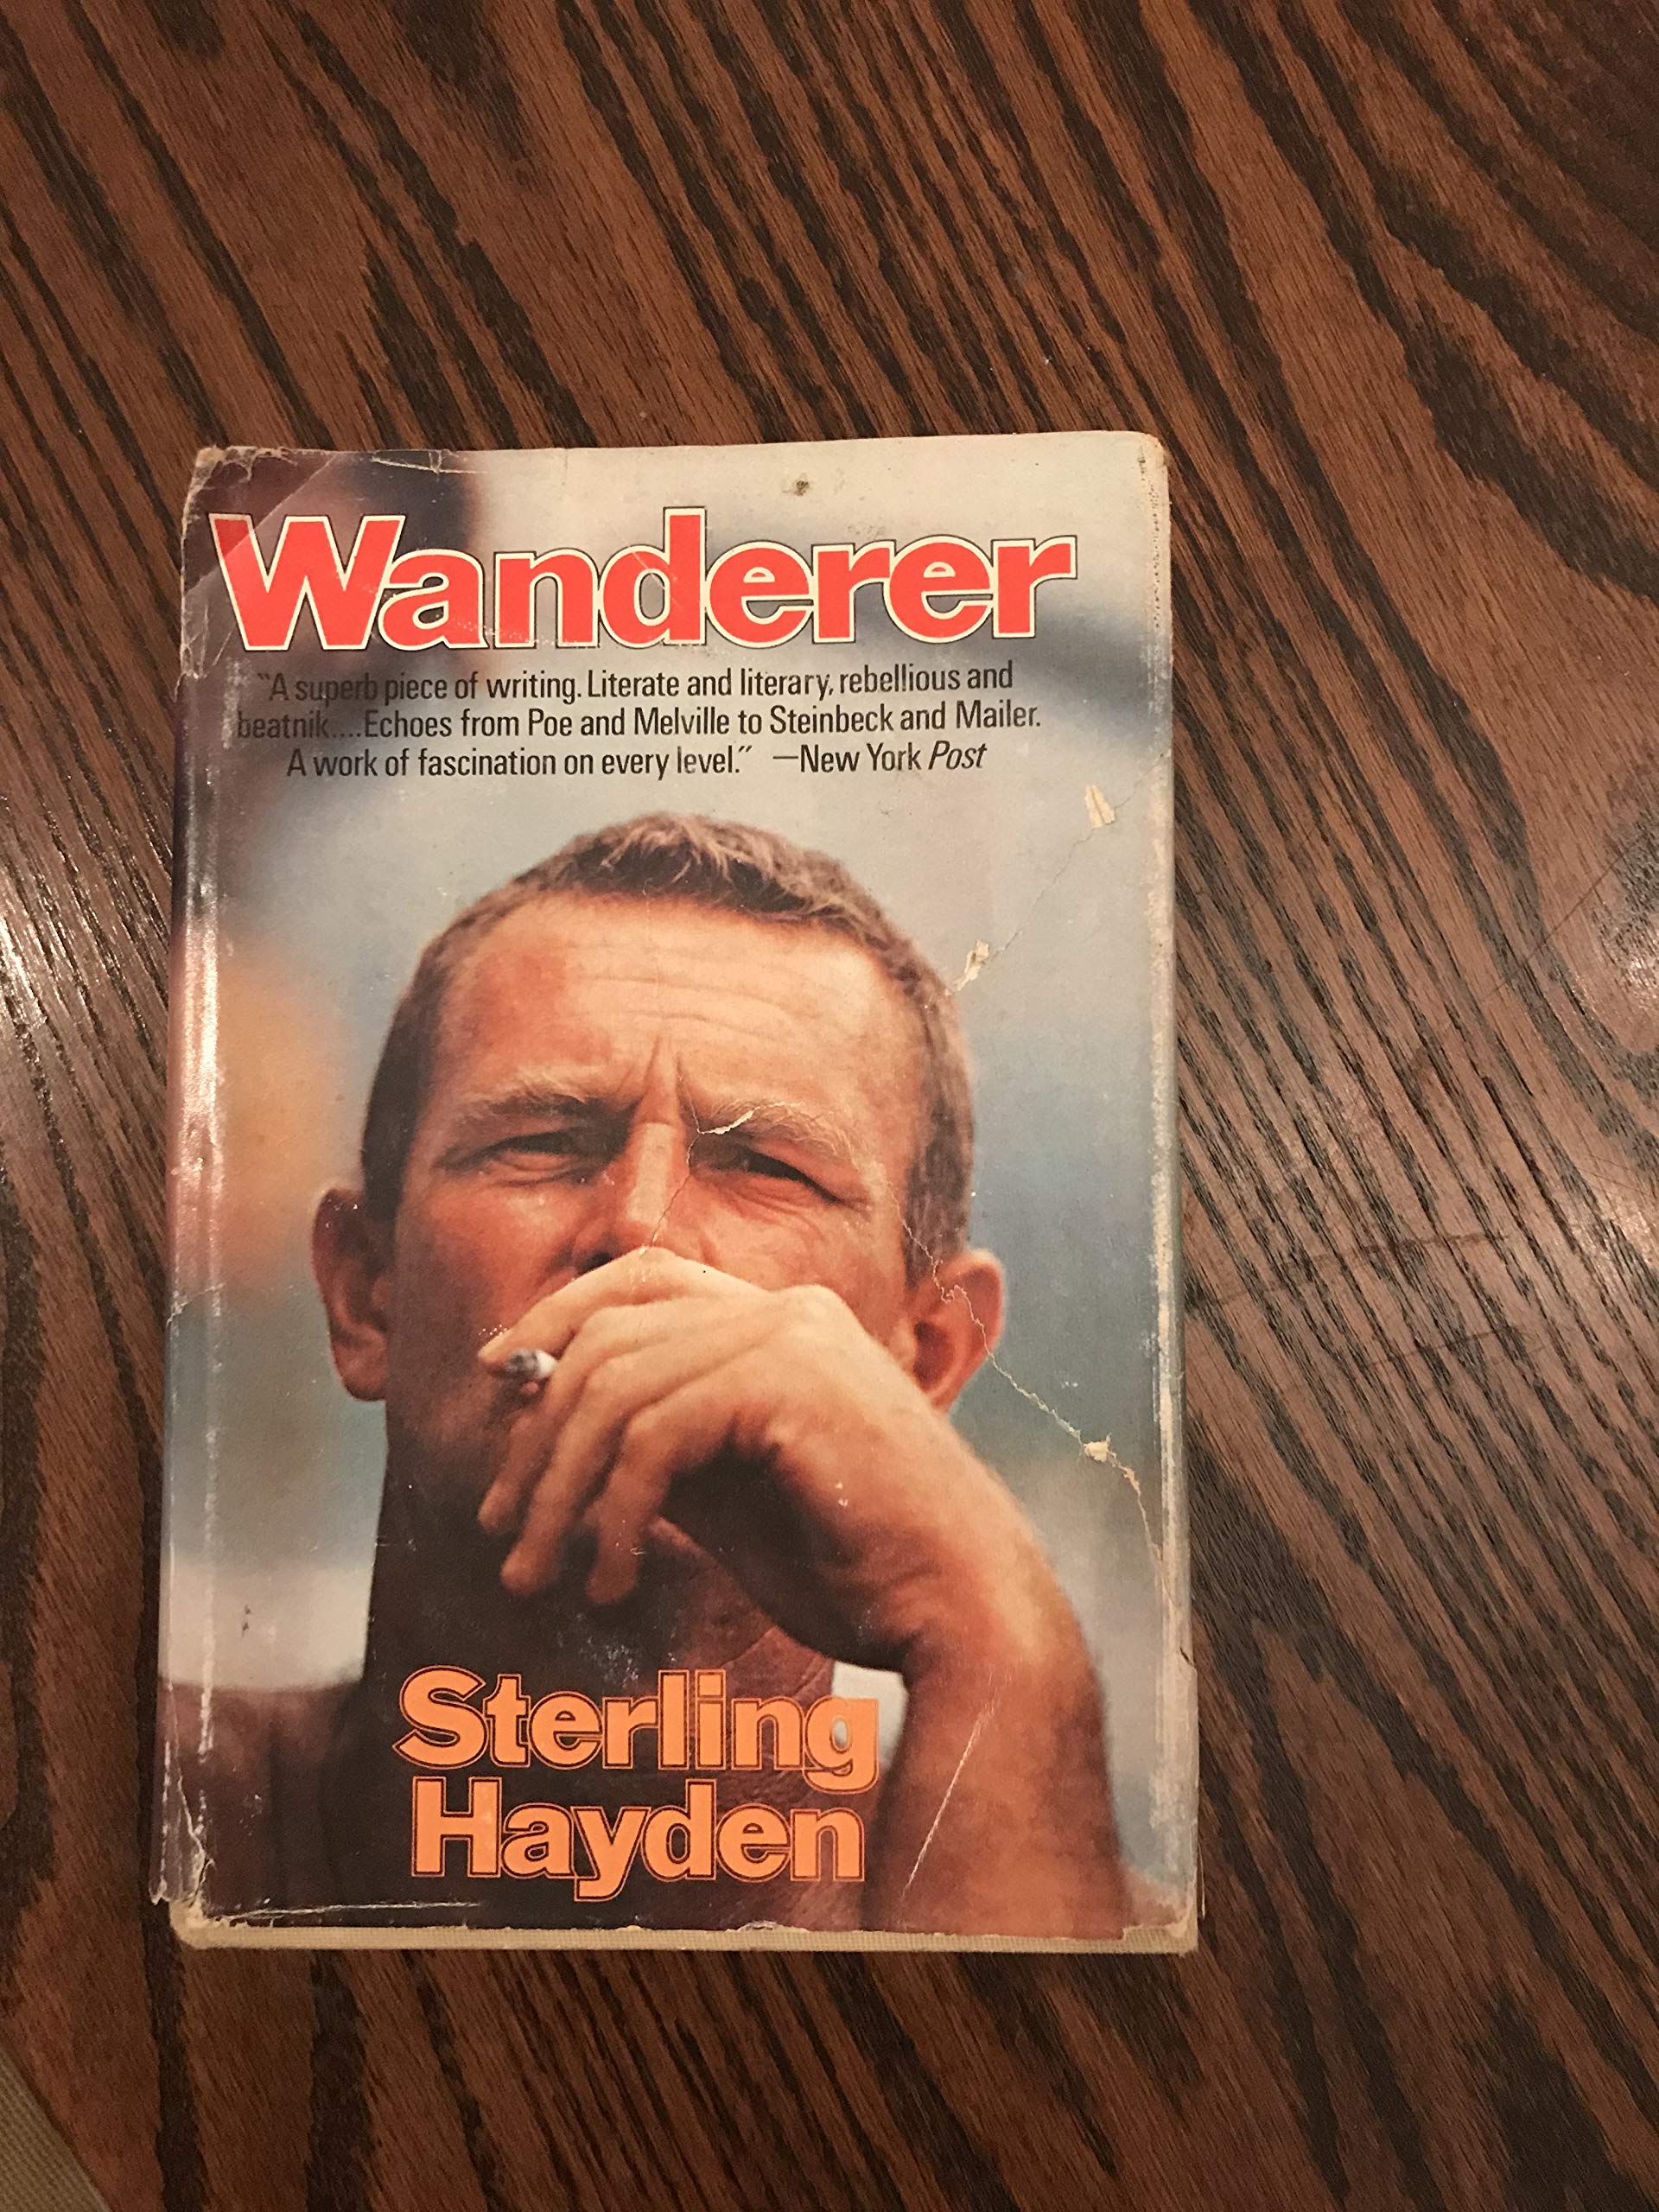 Wanderer
"A superb piece of writing. Literate and literary, rebellious and
beatnik....Echoes from Poe and Melville to Steinbeck and Mailer.
A work of fascination on every level." —New York Post
Sterling
Hayden